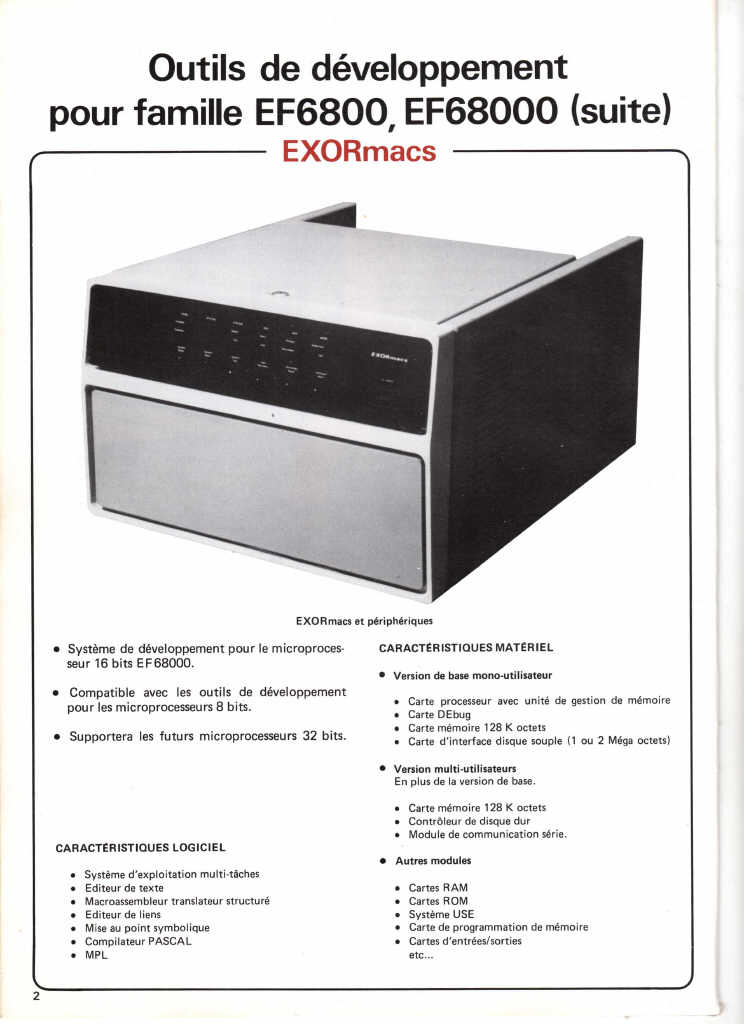 Outils de développement
pour famille EF6800, EF68000 (suite)
EXORmacs
EXORmacs
EXORmacs et périphériques
• Système de développement pour le microproces-
seur 16 bits EF68000.
• Compatible avec les outils de développement
pour les microprocesseurs 8 bits.
• Supportera les futurs microprocesseurs 32 bits.
CARACTÉRISTIQUES LOGICIEL
• Système d'exploitation multi-tâches
• Editeur de texte
• Macroassembleur translateur structuré
• Editeur de liens
• Mise au point symbolique
• Compilateur PASCAL
• MPL
CARACTÉRISTIQUES MATÉRIEL
• Version de base mono-utilisateur
• Carte processeur avec unité de gestion de mémoire
• Carte DEbug
• Carte mémoire 128 K octets
• Carte d'interface disque souple (1 ou 2 Méga octets)
• Version multi-utilisateurs
En plus de la version de base.
• Carte mémoire 128 K octets
• Contrôleur de disque dur
• Module de communication série.
• Autres modules
• Cartes RAM
• Cartes ROM
• Système USE
• Carte de programmation de mémoire
• Cartes d'entrées/sorties
etc...
2